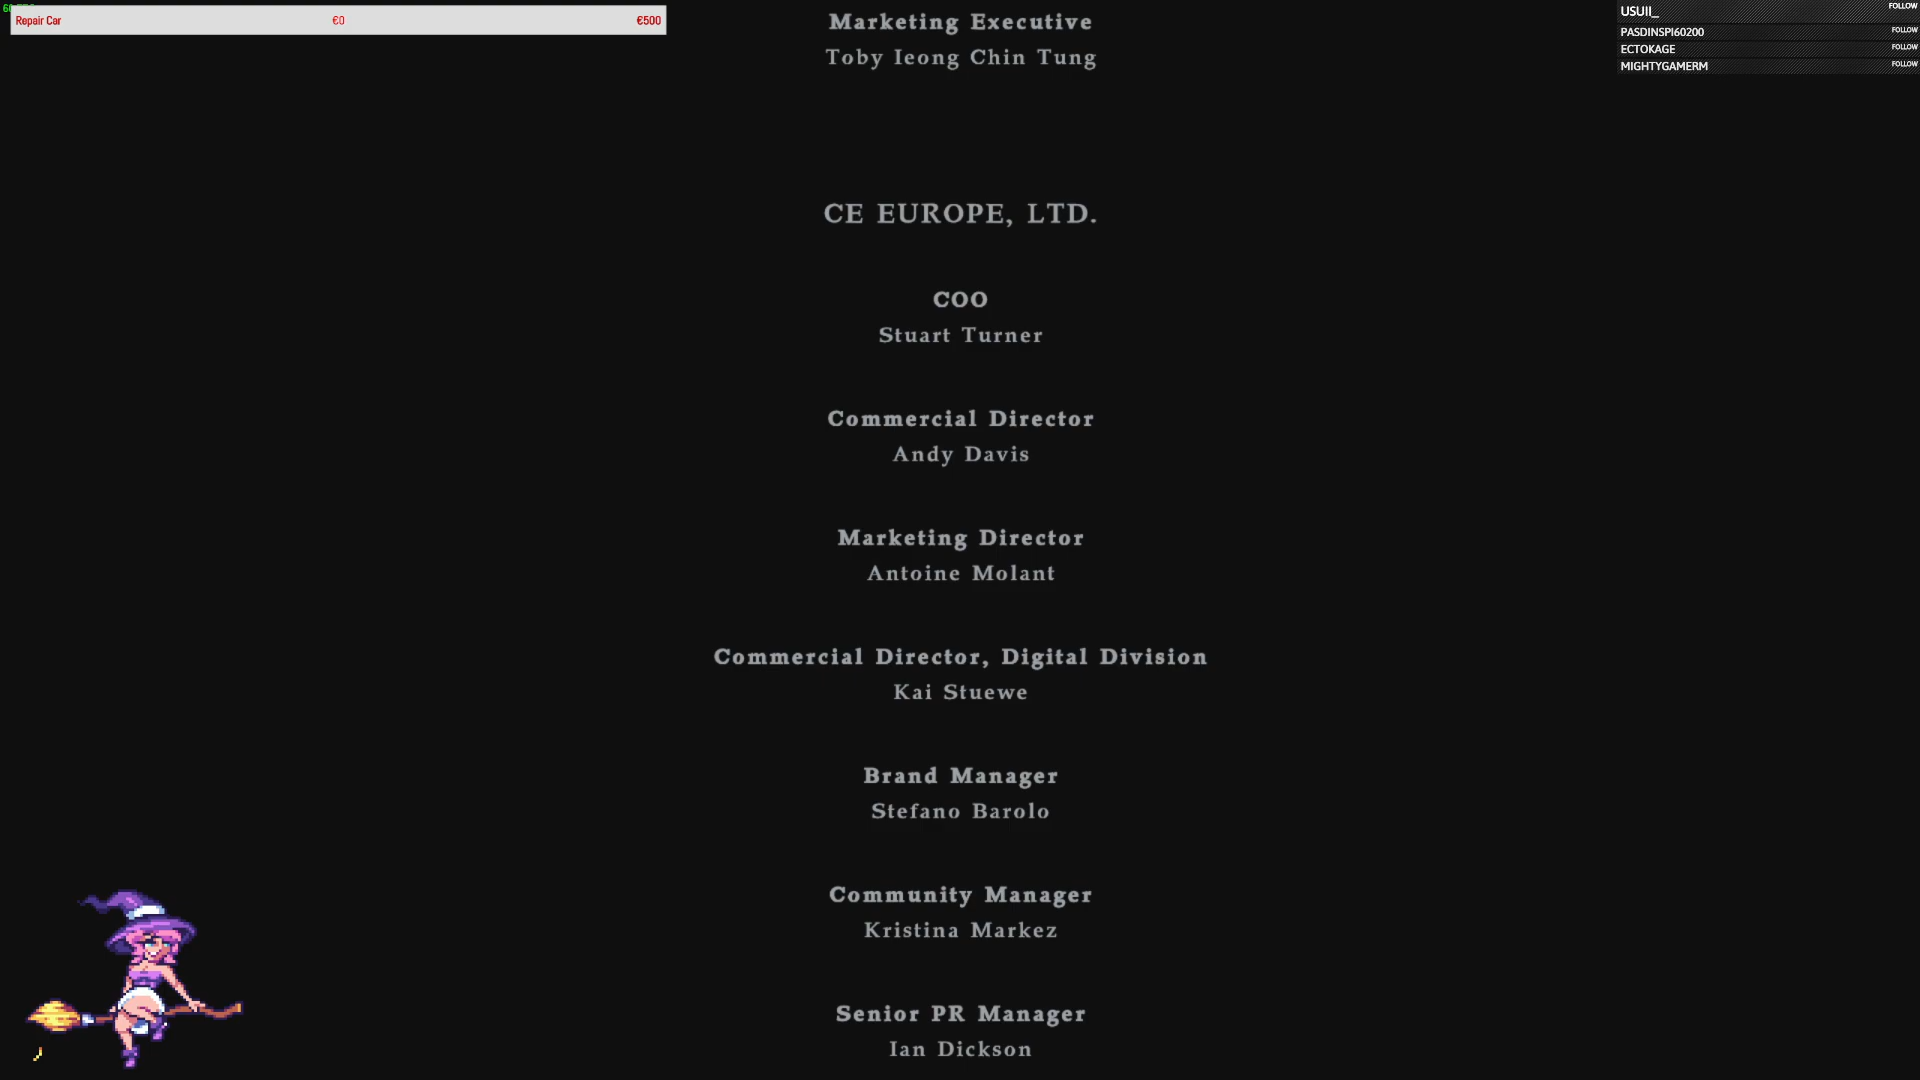 Repair Car €0 €500
USUII_ FOLLOW
PASDINSPI60200 FOLLOW
ECTOKAGE FOLLOW
MIGHTYGAMERM FOLLOW
Marketing Executive
Toby Ieong Chin Tung
CE EUROPE, LTD.
COO
Stuart Turner
Commercial Director
Andy Davis
Marketing Director
Antoine Molant
Commercial Director, Digital Division
Kai Stuewe
Brand Manager
Stefano Barolo
Community Manager
Kristina Markez
Senior PR Manager
Ian Dickson